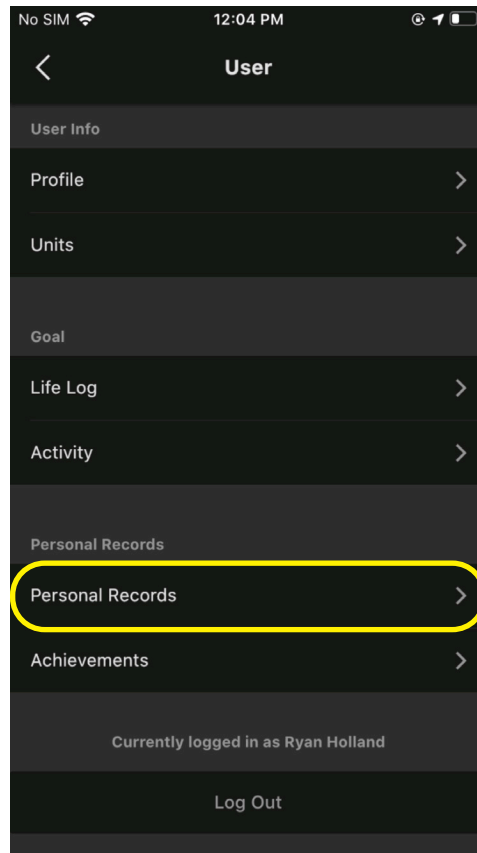 No SIM 12:04 PM
User
User Info
Profile
Units
Goal
Life Log
Activity
Personal Records
Personal Records
Achievements
Currently logged in as Ryan Holland
Log Out